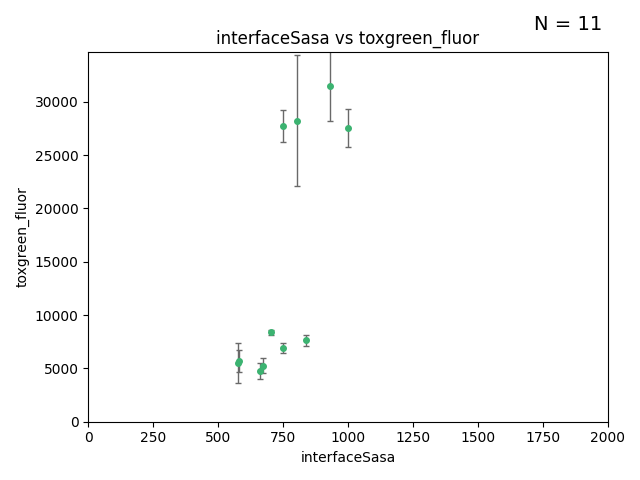 N = 11
interfaceSasa vs toxgreen_fluor
30000
25000
20000
15000
10000
5000
0
toxgreen_fluor
0 250 500 750 1000 1250 1500 1750 2000
interfaceSasa